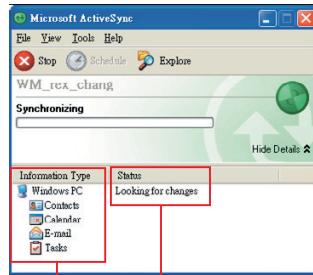 Microsoft ActiveSync
File View Tools Help
Stop Schedule Explore
WM_rex_chang
Synchronizing
Hide Details
Information Type Status
Windows PC Looking for changes
Contacts
Calendar
E-mail
Tasks